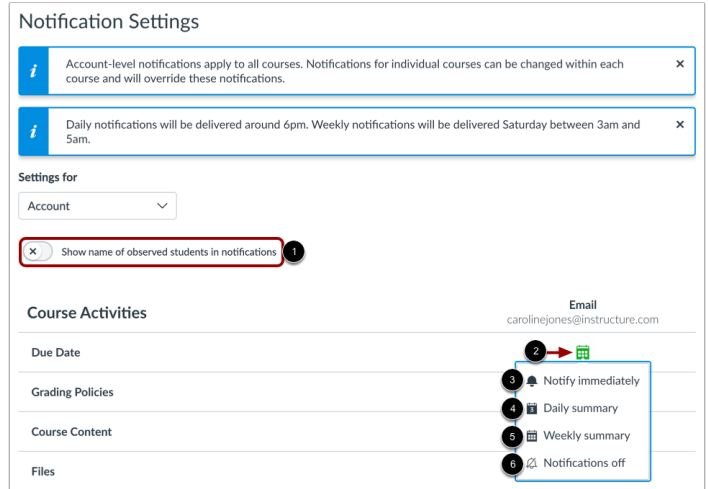 Notification Settings
i
Account-level notifications apply to all courses. Notifications for individual courses can be changed within each
course and will override these notifications.
i
Daily notifications will be delivered around 6pm. Weekly notifications will be delivered Saturday between 3am and
5am.
Settings for
Account
Show name of observed students in notifications 1
Course Activities
Email
carolinejones@instructure.com
Due Date
2
3 Notify immediately
Grading Policies
4 Daily summary
Course Content
5 Weekly summary
6 Notifications off
Files